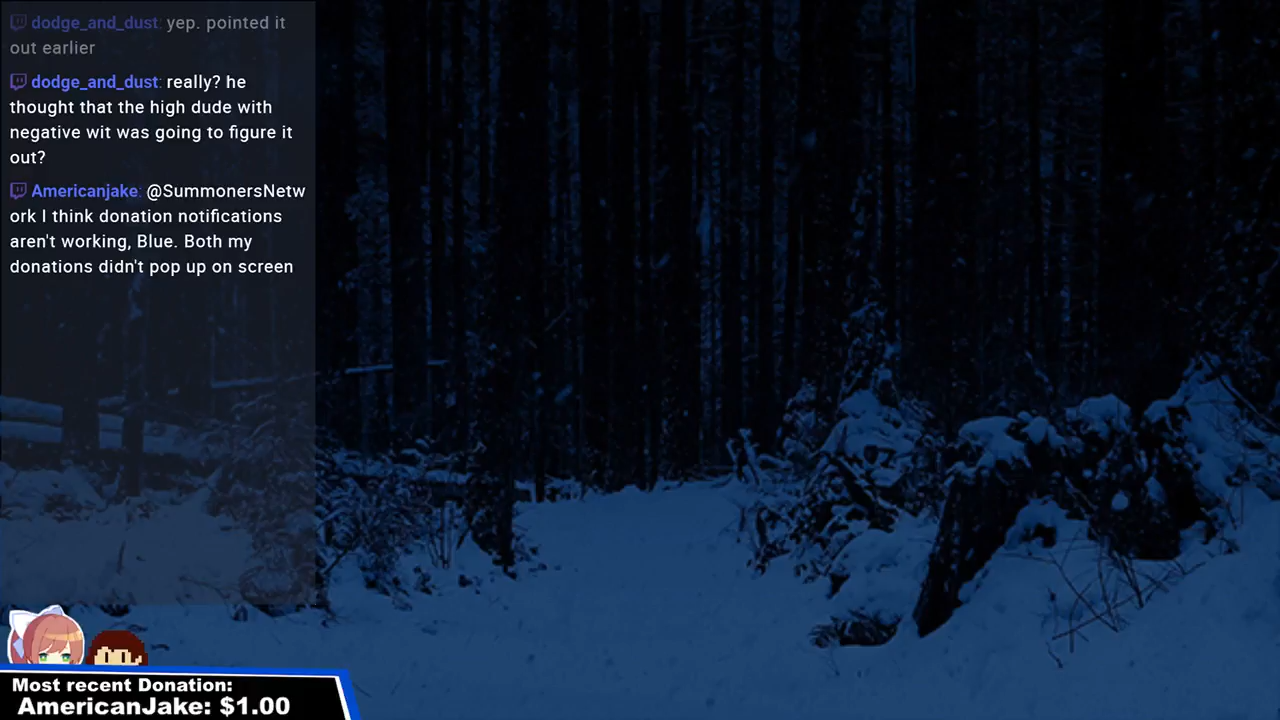 dodge_and_dust: yep. pointed it
out earlier
dodge_and_dust: really? he
thought that the high dude with
negative wit was going to figure it
out?
Americanjake: @SummonersNetw
ork I think donation notifications
aren't working, Blue. Both my
donations didn't pop up on screen
Most recent Donation:
AmericanJake: $1.00